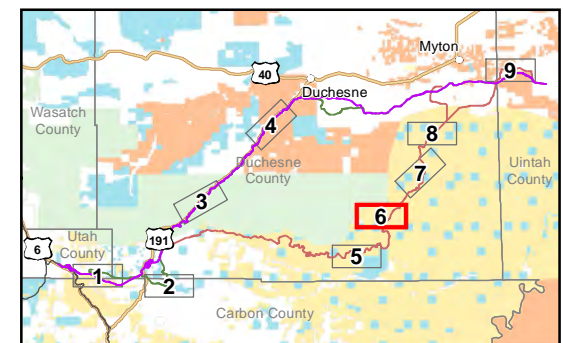 Myton
40
9
Duchesne
Wasatch
County
4
8
Duchesne
County
Uintah
County
7
3
6
Utah
County
191
6
5
1
2
Carbon County